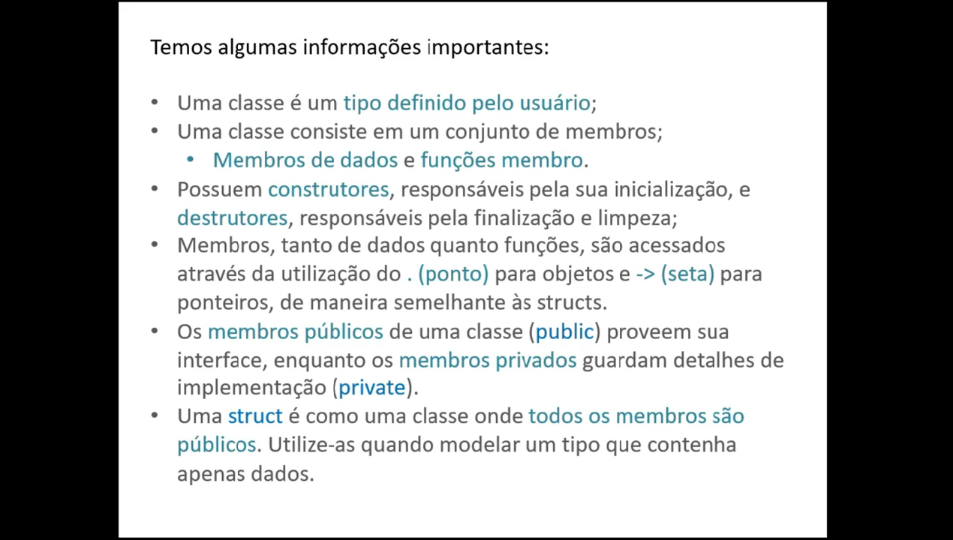 Temos algumas informações importantes:
• Uma classe é um tipo definido pelo usuário;
• Uma classe consiste em um conjunto de membros;
• Membros de dados e funções membro.
• Possuem construtores, responsáveis pela sua inicialização, e
destrutores, responsáveis pela finalização e limpeza;
• Membros, tanto de dados quanto funções, são acessados
através da utilização do . (ponto) para objetos e -> (seta) para
ponteiros, de maneira semelhante às structs.
• Os membros públicos de uma classe (public) proveem sua
interface, enquanto os membros privados guardam detalhes de
implementação (private).
• Uma struct é como uma classe onde todos os membros são
públicos. Utilize-as quando modelar um tipo que contenha
apenas dados.